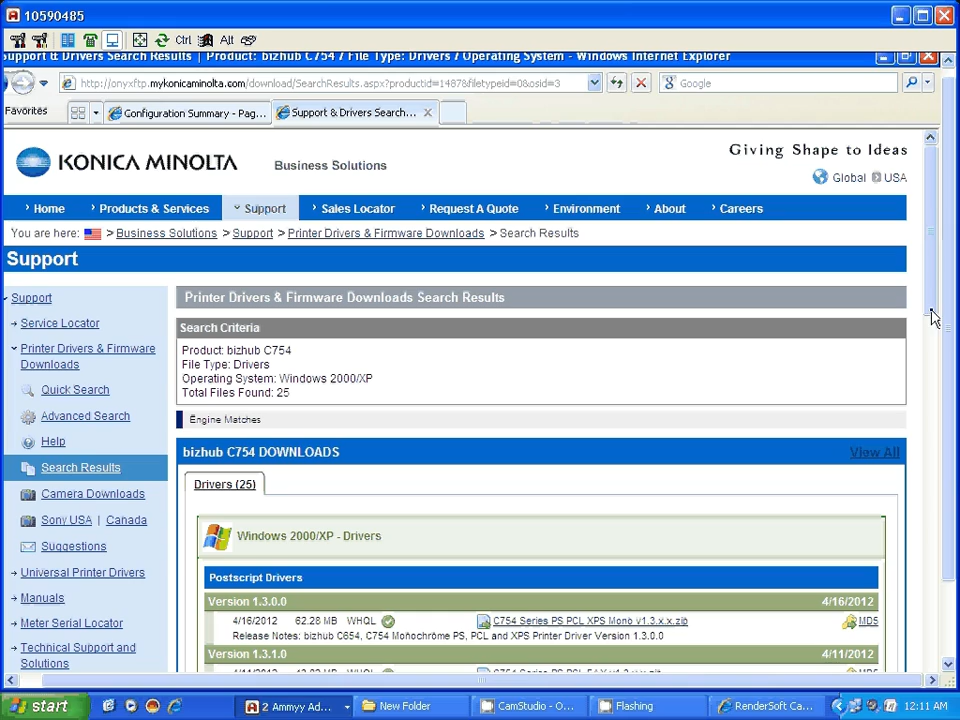 10590485
Ctrl Alt
Support & Drivers Search Results | Product: bizhub C754 / File Type: Drivers / Operating System - Windows Internet Explorer
http://onyxftp.mykonicaminolta.com/download/SearchResults.aspx?productid=1487&filetypeid=0&osid=3
Google
Favorites
Configuration Summary - Pag...
Support & Drivers Search...
KONICA MINOLTA
Business Solutions
Giving Shape to Ideas
Global USA
Home Products & Services Support Sales Locator Request A Quote Environment About Careers
You are here: > Business Solutions > Support > Printer Drivers & Firmware Downloads > Search Results
Support
Support
Service Locator
Printer Drivers & Firmware
Downloads
Quick Search
Advanced Search
Help
Search Results
Camera Downloads
Sony USA | Canada
Suggestions
Universal Printer Drivers
Manuals
Meter Serial Locator
Technical Support and
Solutions
Printer Drivers & Firmware Downloads Search Results
Search Criteria
Product: bizhub C754
File Type: Drivers
Operating System: Windows 2000/XP
Total Files Found: 25
Engine Matches
bizhub C754 DOWNLOADS View All
Drivers (25)
Windows 2000/XP - Drivers
Postscript Drivers
Version 1.3.0.0 4/16/2012
4/16/2012 62.28 MB WHQL C754 Series PS PCL XPS Mono v1.3.x.x.zip MD5
Release Notes: bizhub C654, C754 Monochrome PS, PCL and XPS Printer Driver Version 1.3.0.0
Version 1.3.1.0 4/11/2012
start
2 Ammyy Ad...
New Folder
CamStudio - O...
Flashing
RenderSoft Ca...
12:11 AM